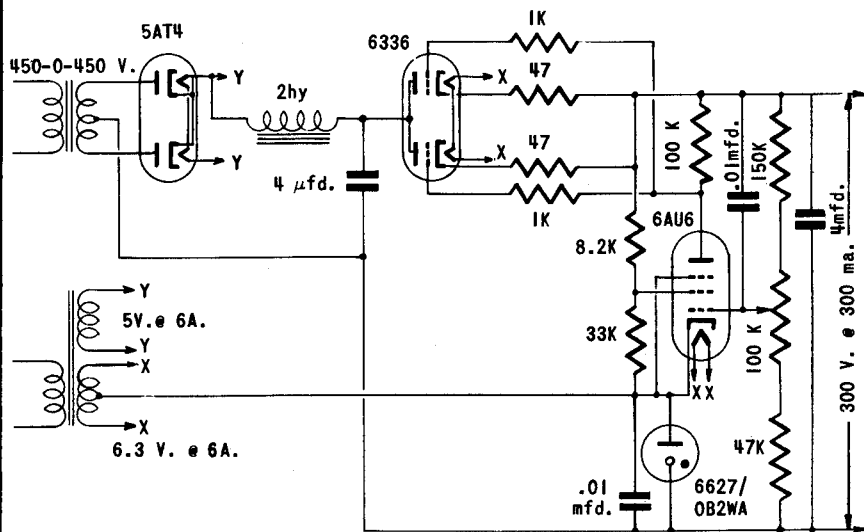 5AT4
6336
1K
450-0-450 V.
Y
X
47
2hy
Y
X
47
4 μfd.
1K
100 K
.01mfd.
150K
4mfd.
6AU6
8.2K
33K
100 K
300 V. @ 300 ma.
Y
5V.@ 6A.
Y
X
X X
X
6.3 V. @ 6A.
47K
.01
mfd.
6627/
OB2WA